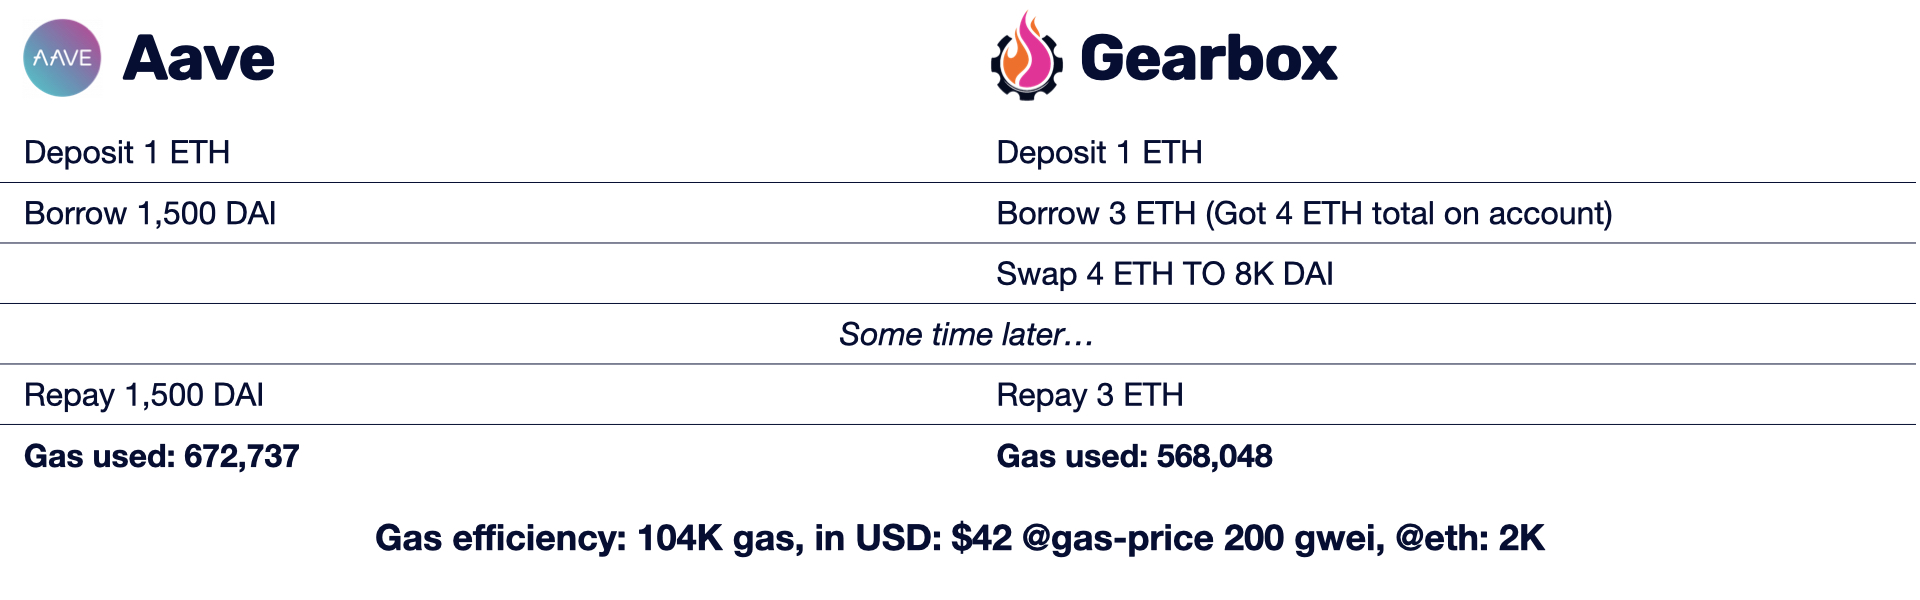 AAVE Aave Gearbox
Deposit 1 ETH Deposit 1 ETH
Borrow 1,500 DAI Borrow 3 ETH (Got 4 ETH total on account)
Swap 4 ETH TO 8K DAI
Some time later…
Repay 1,500 DAI Repay 3 ETH
Gas used: 672,737 Gas used: 568,048
Gas efficiency: 104K gas, in USD: $42 @gas-price 200 gwei, @eth: 2K